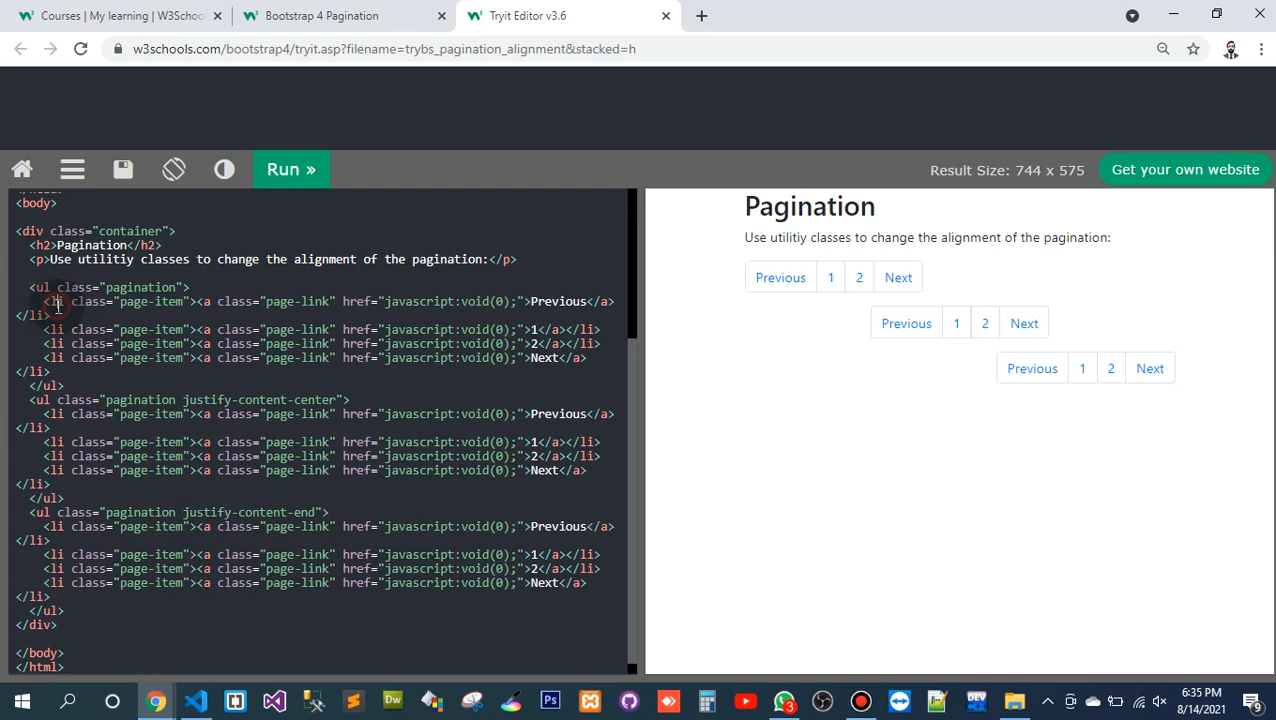 Courses | My learning | W3Schoo
Bootstrap 4 Pagination
Tryit Editor v3.6
w3schools.com/bootstrap4/tryit.asp?filename=trybs_pagination_alignment&stacked=h
Run »
Result Size: 744 x 575
Get your own website
<body>
<div class="container">
<h2>Pagination</h2>
<p>Use utilitiy classes to change the alignment of the pagination:</p>
<ul class="pagination">
<li class="page-item"><a class="page-link" href="javascript:void(0);">Previous</a>
</li>
<li class="page-item"><a class="page-link" href="javascript:void(0);">1</a></li>
<li class="page-item"><a class="page-link" href="javascript:void(0);">2</a></li>
<li class="page-item"><a class="page-link" href="javascript:void(0);">Next</a>
</li>
</ul>
<ul class="pagination justify-content-center">
<li class="page-item"><a class="page-link" href="javascript:void(0);">Previous</a>
</li>
<li class="page-item"><a class="page-link" href="javascript:void(0);">1</a></li>
<li class="page-item"><a class="page-link" href="javascript:void(0);">2</a></li>
<li class="page-item"><a class="page-link" href="javascript:void(0);">Next</a>
</li>
</ul>
<ul class="pagination justify-content-end">
<li class="page-item"><a class="page-link" href="javascript:void(0);">Previous</a>
</li>
<li class="page-item"><a class="page-link" href="javascript:void(0);">1</a></li>
<li class="page-item"><a class="page-link" href="javascript:void(0);">2</a></li>
<li class="page-item"><a class="page-link" href="javascript:void(0);">Next</a>
</li>
</ul>
</div>
</body>
</html>
Pagination
Use utilitiy classes to change the alignment of the pagination:
Previous 1 2 Next
Previous 1 2 Next
Previous 1 2 Next
Dw
Ps
3
DEV
6:35 PM
8/14/2021
9